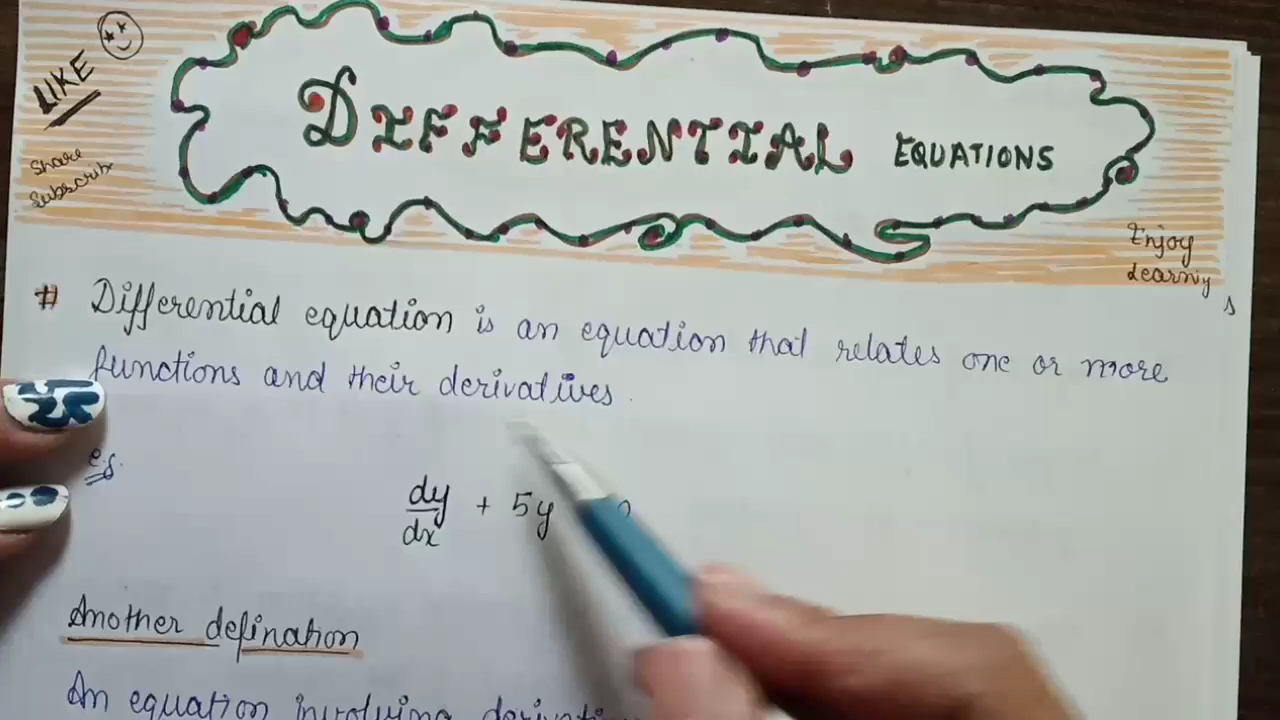 LIKE
Share
Subscrib
DIFFERENTIAL EQUATIONS
Enjoy
Learning
# Differential equation is an equation that relates one or more
functions and their derivatives.
e.g.
dy/dx + 5y
Another defination
An equation involving